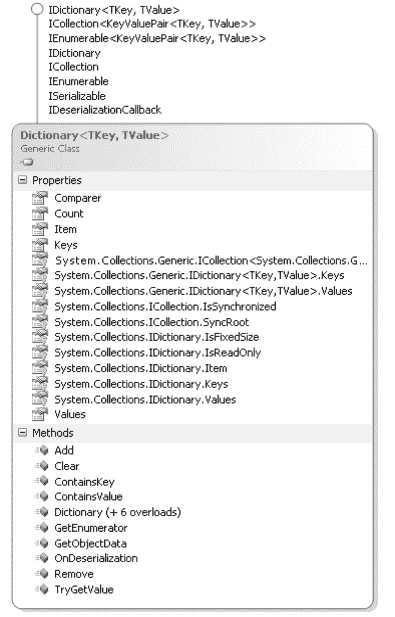 IDictionary<TKey, TValue>
ICollection<KeyValuePair<TKey, TValue>>
IEnumerable<KeyValuePair<TKey, TValue>>
IDictionary
ICollection
IEnumerable
ISerializable
IDeserializationCallback
Dictionary<TKey, TValue>
Generic Class
Properties
Comparer
Count
Item
Keys
System.Collections.Generic.ICollection<System.Collections.G...
System.Collections.Generic.IDictionary<TKey,TValue>.Keys
System.Collections.Generic.IDictionary<TKey,TValue>.Values
System.Collections.ICollection.IsSynchronized
System.Collections.ICollection.SyncRoot
System.Collections.IDictionary.IsFixedSize
System.Collections.IDictionary.IsReadOnly
System.Collections.IDictionary.Item
System.Collections.IDictionary.Keys
System.Collections.IDictionary.Values
Values
Methods
Add
Clear
ContainsKey
ContainsValue
Dictionary (+ 6 overloads)
GetEnumerator
GetObjectData
OnDeserialization
Remove
TryGetValue